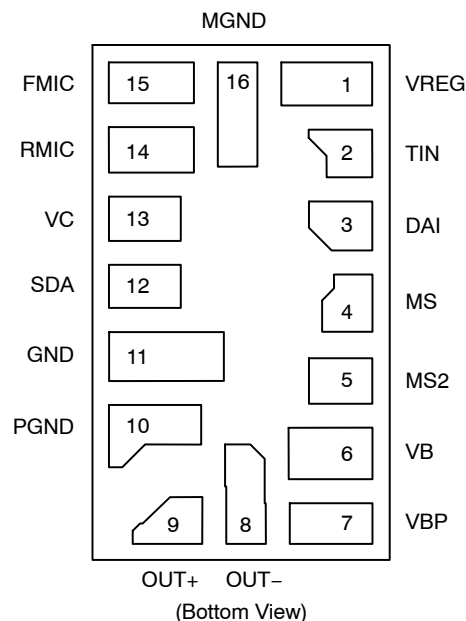 MGND
FMIC 15 16 1 VREG
RMIC 14 2 TIN
VC 13 3 DAI
SDA 12 4 MS
GND 11 5 MS2
PGND 10 6 VB
9 8 7 VBP
OUT+ OUT−
(Bottom View)